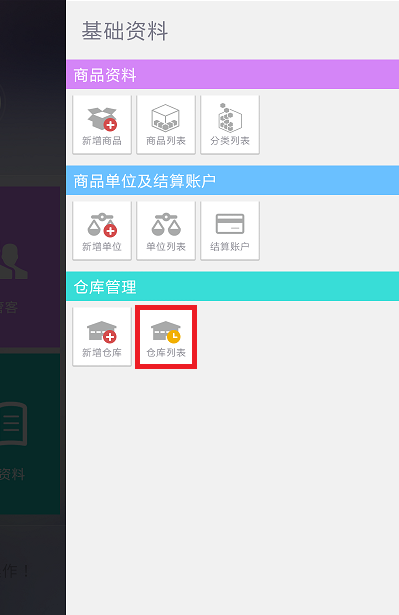 基础资料
商品资料
新增商品 商品列表 分类列表
商品单位及结算账户
新增单位 单位列表 结算账户
仓库管理
新增仓库 仓库列表
客
资料
作！